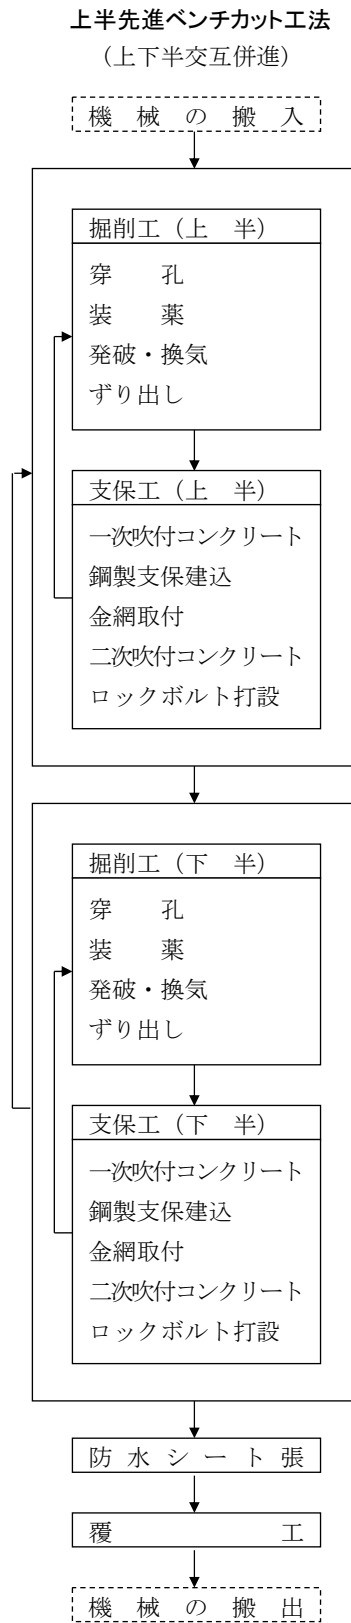 上半先進ベンチカット工法
（上下半交互併進）
機械の搬入
掘削工（上　半）
穿　　孔
装　　薬
発破・換気
ずり出し
支保工（上　半）
一次吹付コンクリート
鋼製支保建込
金網取付
二次吹付コンクリート
ロックボルト打設
掘削工（下　半）
穿　　孔
装　　薬
発破・換気
ずり出し
支保工（下　半）
一次吹付コンクリート
鋼製支保建込
金網取付
二次吹付コンクリート
ロックボルト打設
防水シート張
覆　　　工
機械の搬出